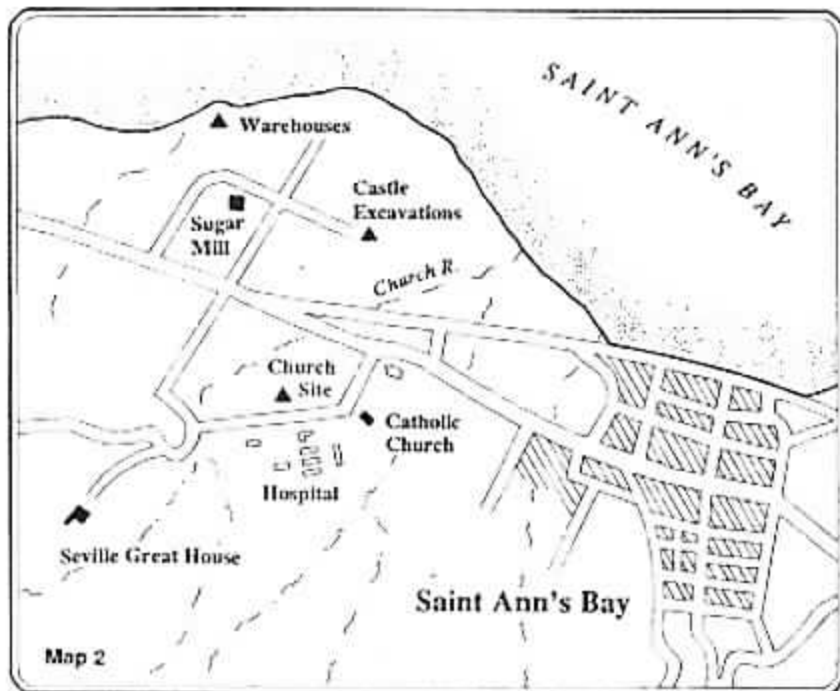 SAINT ANN'S BAY
Warehouses
Castle
Excavations
Sugar
Mill
Church R.
Church
Site
Catholic
Church
Hospital
Seville Great House
Saint Ann's Bay
Map 2